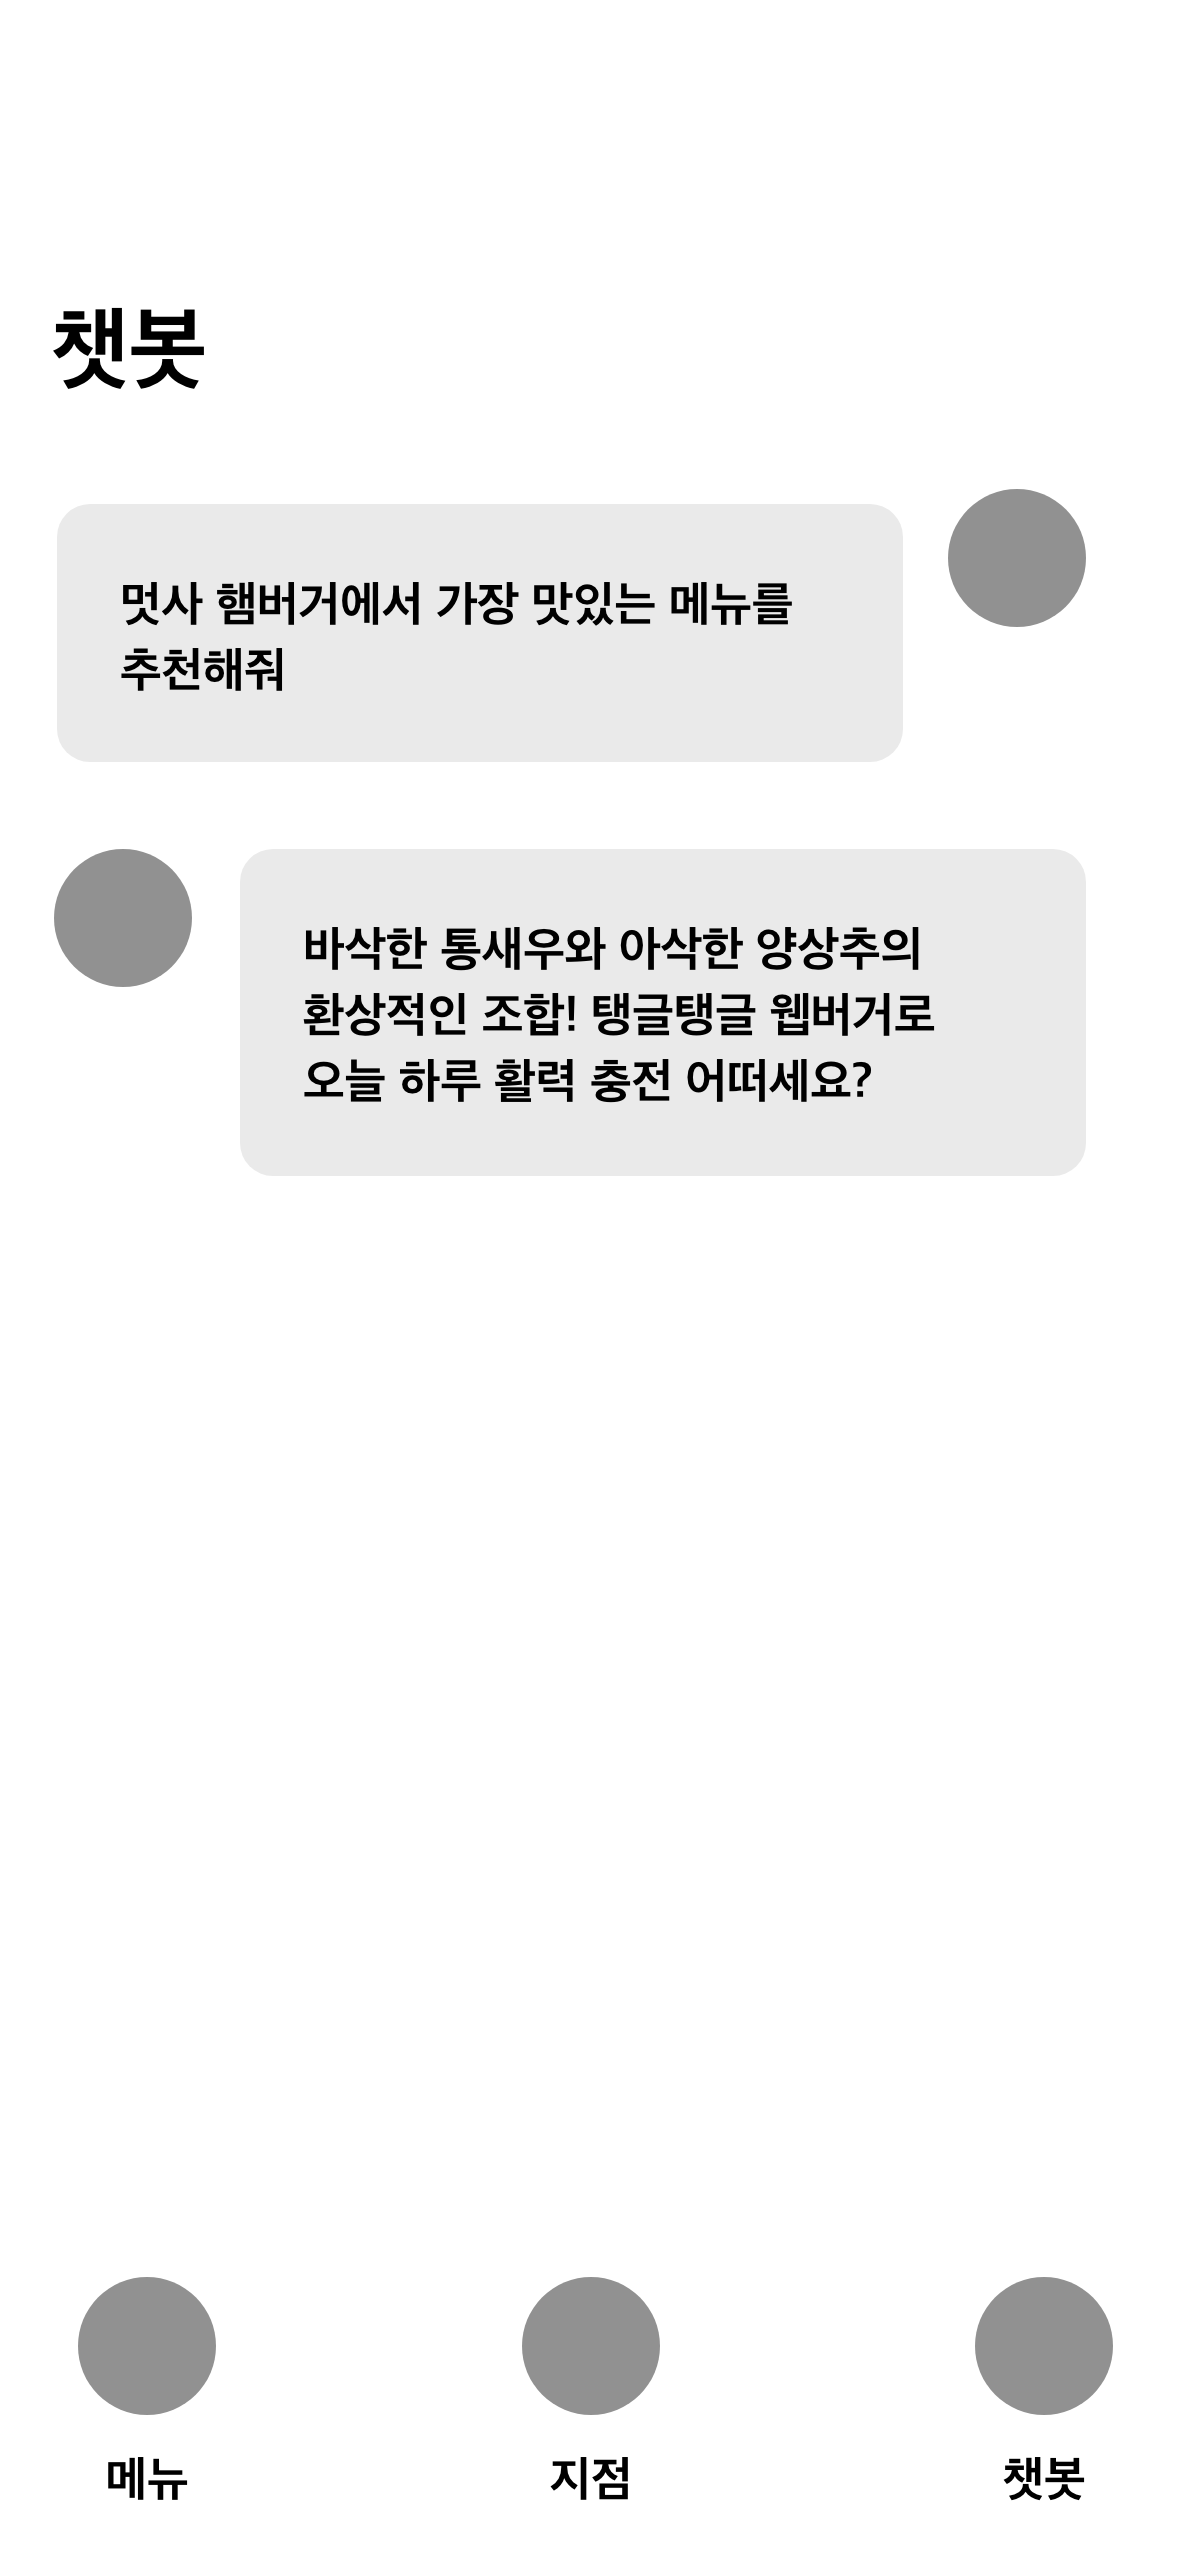 챗봇
멋사 햄버거에서 가장 맛있는 메뉴를
추천해줘
바삭한 통새우와 아삭한 양상추의
환상적인 조합! 탱글탱글 웹버거로
오늘 하루 활력 충전 어떠세요?
메뉴
지점
챗봇